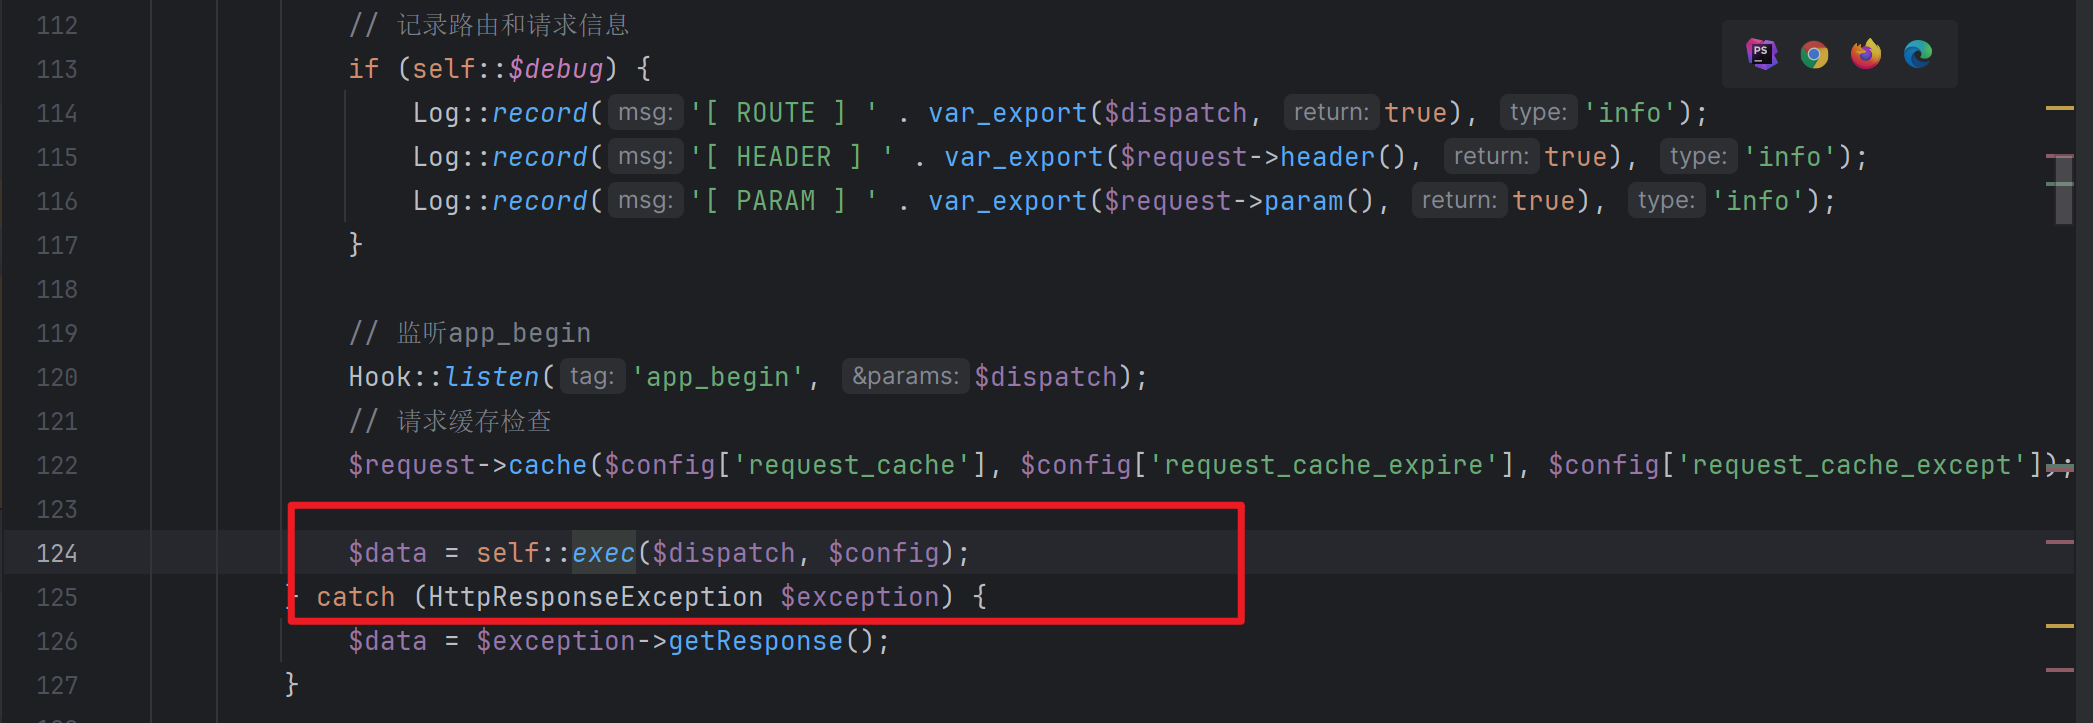 112 // 记录路由和请求信息
113 if (self::$debug) {
114 Log::record( msg: '[ ROUTE ] ' . var_export($dispatch, return: true), type: 'info');
115 Log::record( msg: '[ HEADER ] ' . var_export($request->header(), return: true), type: 'info');
116 Log::record( msg: '[ PARAM ] ' . var_export($request->param(), return: true), type: 'info');
117 }
118
119 // 监听app_begin
120 Hook::listen( tag: 'app_begin', &params: $dispatch);
121 // 请求缓存检查
122 $request->cache($config['request_cache'], $config['request_cache_expire'], $config['request_cache_except']);
123
124 $data = self::exec($dispatch, $config);
125 } catch (HttpResponseException $exception) {
126 $data = $exception->getResponse();
127 }
PS